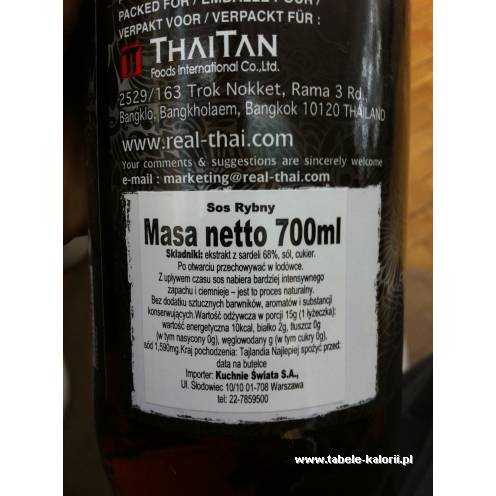 PACKED FOR / EMBALLÉ POUR /
VERPAKT VOOR / VERPACKT FÜR :
THAITAN
Foods International Co.,Ltd.
2529/163 Trok Nokket, Rama 3 Rd.,
Bangklo, Bangkholaem, Bangkok 10120 THAILAND
www.real-thai.com
Your comments & suggestions are sincerely welcome
e-mail : marketing@real-thai.com
Sos Rybny
Masa netto 700ml
Składniki: ekstrakt z sardeli 68%, sól, cukier.
Po otwarciu przechowywać w lodówce.
Z upływem czasu sos nabiera bardziej intensywnego
zapachu i ciemnieje – jest to proces naturalny.
Bez dodatku sztucznych barwników, aromatów i substancji
konserwujących.Wartość odżywcza w porcji 15g (1 łyżeczka):
wartość energetyczna 10kcal, białko 2g, tłuszcz 0g
(w tym nasycony 0g), węglowodany g (w tym cukry 0g),
sód 1,590mg.Kraj pochodzenia: Tajlandia Najlepiej spożyć przed:
data na butelce
Importer: Kuchnie Świata S.A.,
Ul. Słodowiec 10/10 01-708 Warszawa
tel: 22-7859500
www.tabele-kalorii.pl